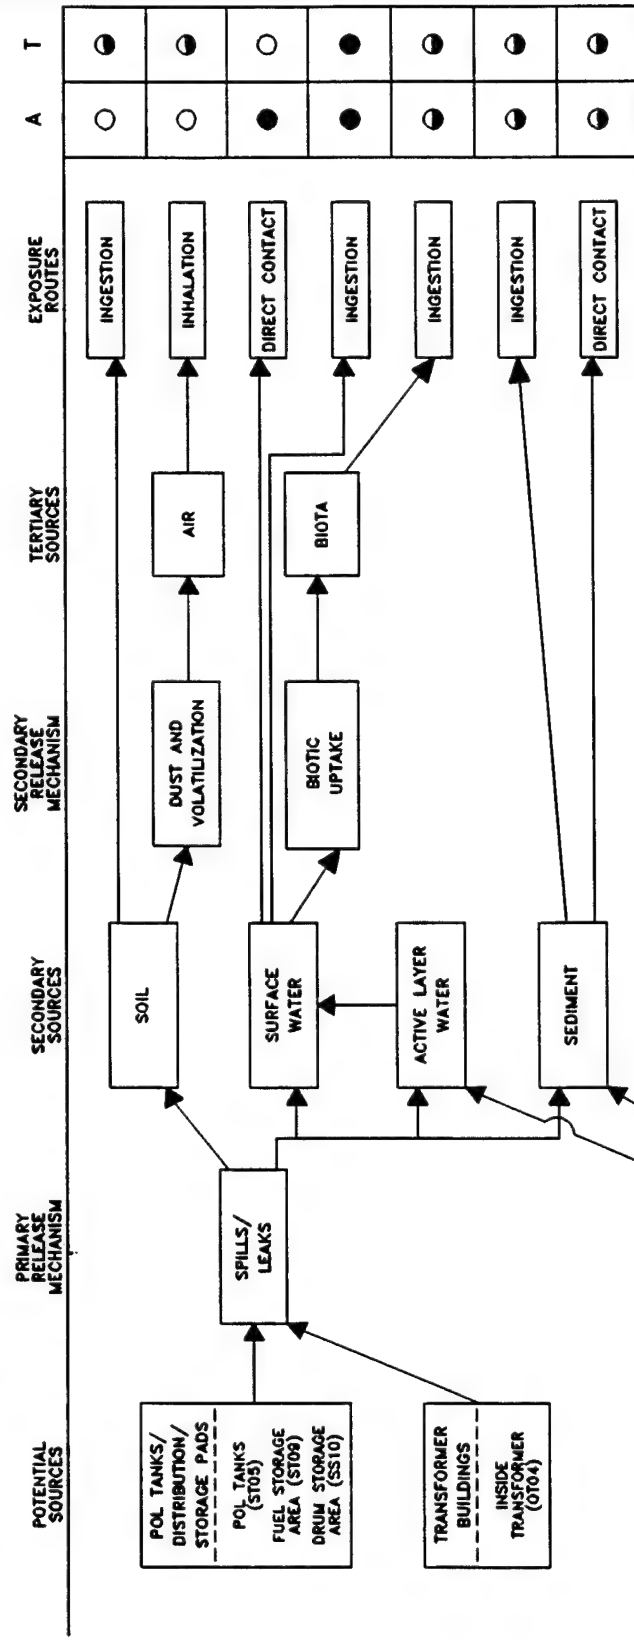 POTENTIAL
SOURCES
PRIMARY
RELEASE
MECHANISM
SECONDARY
SOURCES
SECONDARY
RELEASE
MECHANISM
TERTIARY
SOURCES
EXPOSURE
ROUTES
A
T
POL TANKS/
DISTRIBUTION/
STORAGE PADS
POL TANKS
(ST05)
FUEL STORAGE
AREA (ST09)
DRUM STORAGE
AREA (SS10)
TRANSFORMER
BUILDINGS
INSIDE
TRANSFORMER
(OT04)
SPILLS/
LEAKS
SOIL
SURFACE
WATER
ACTIVE LAYER
WATER
SEDIMENT
DUST AND
VOLATILIZATION
BIOTIC
UPTAKE
AIR
BIOTA
INGESTION
INHALATION
DIRECT CONTACT
INGESTION
INGESTION
INGESTION
DIRECT CONTACT